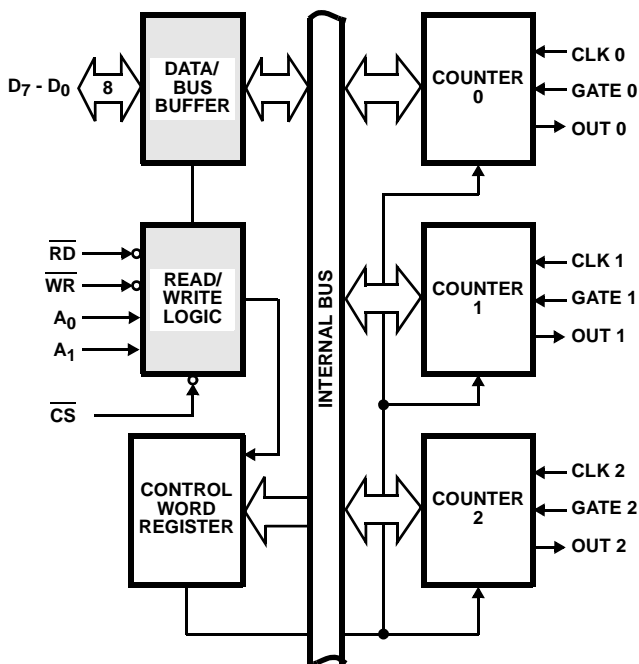 D7 - D0
8
DATA/
BUS
BUFFER
RD
WR
A0
A1
CS
READ/
WRITE
LOGIC
CONTROL
WORD
REGISTER
INTERNAL BUS
COUNTER
0
CLK 0
GATE 0
OUT 0
COUNTER
1
CLK 1
GATE 1
OUT 1
COUNTER
2
CLK 2
GATE 2
OUT 2